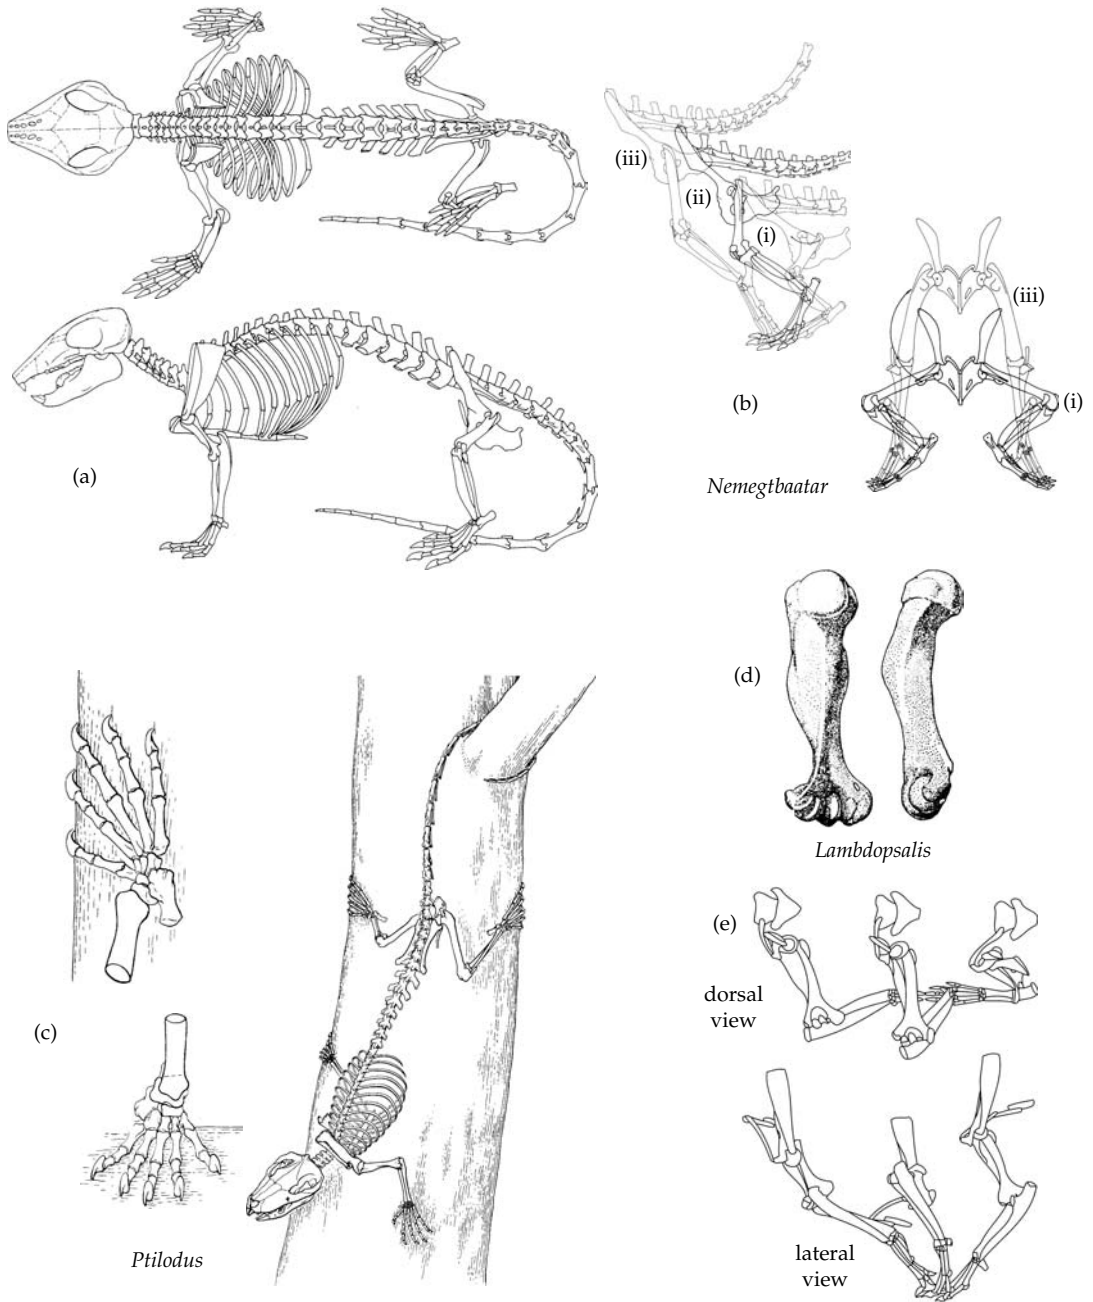 (a)
(iii)
(ii)
(i)
(iii)
(i)
(b)
Nemegtbaatar
(c)
Ptilodus
(d)
Lambdopsalis
(e)
dorsal
view
lateral
view